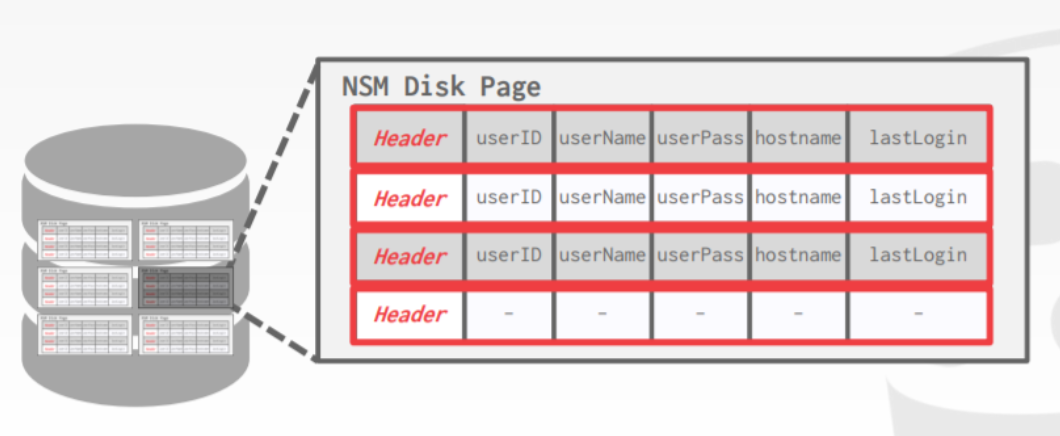 NSM Disk Page
Header userID userName userPass hostname lastLogin
Header userID userName userPass hostname lastLogin
Header userID userName userPass hostname lastLogin
Header - - - - -